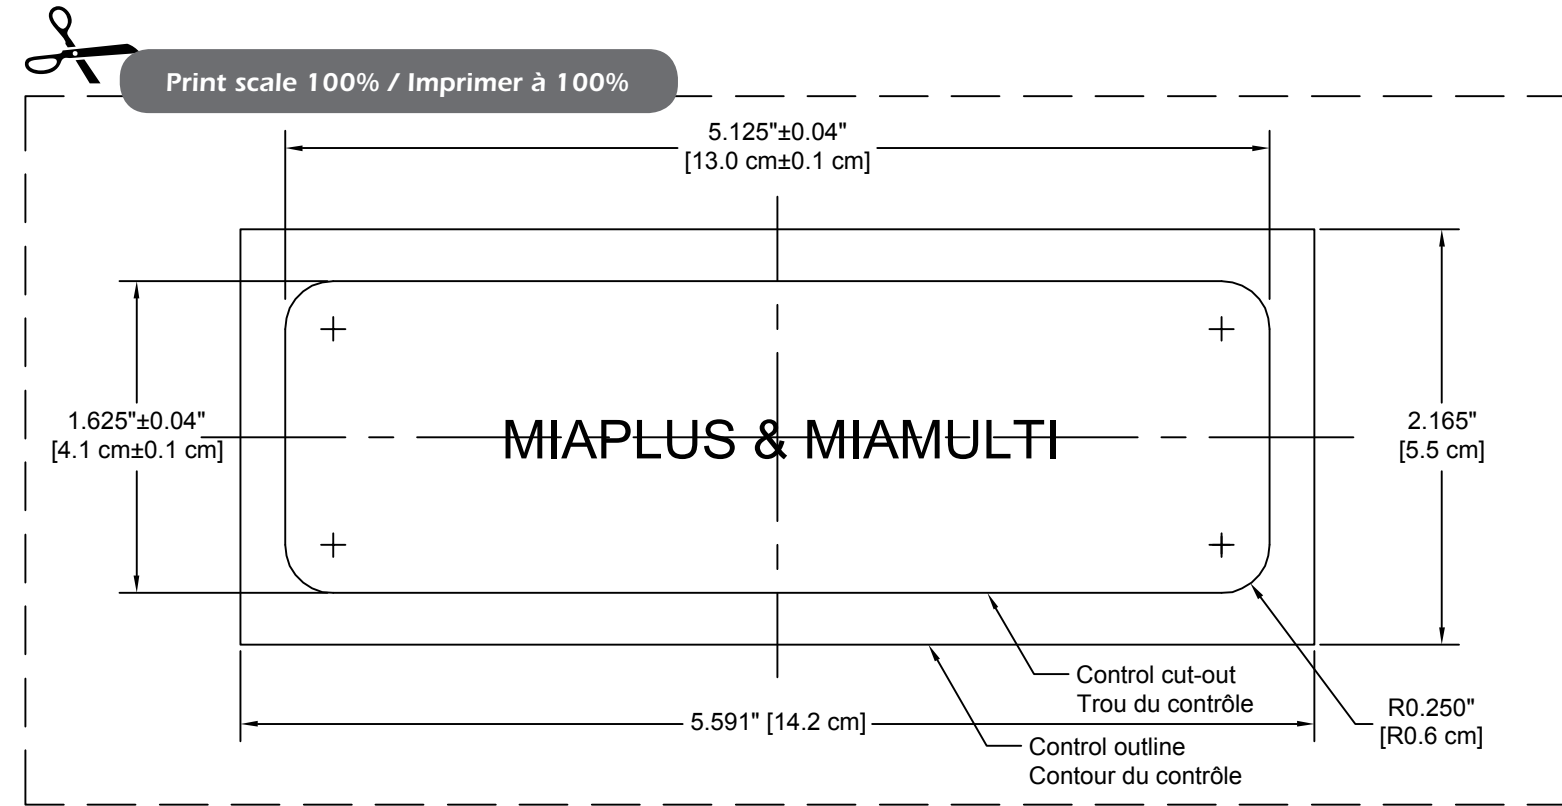 Print scale 100% / Imprimer à 100%
5.125"±0.04"
[13.0 cm±0.1 cm]
1.625"±0.04"
[4.1 cm±0.1 cm]
MIAPLUS & MIAMULTI
2.165"
[5.5 cm]
Control cut-out
Trou du contrôle
5.591" [14.2 cm]
R0.250"
[R0.6 cm]
Control outline
Contour du contrôle